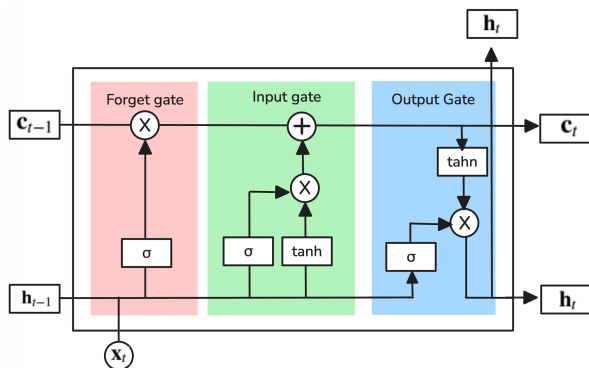 h_t
Forget gate
Input gate
Output Gate
c_{t-1}
X
+
c_t
tahn
X
X
σ
σ
tanh
σ
h_{t-1}
h_t
x_t